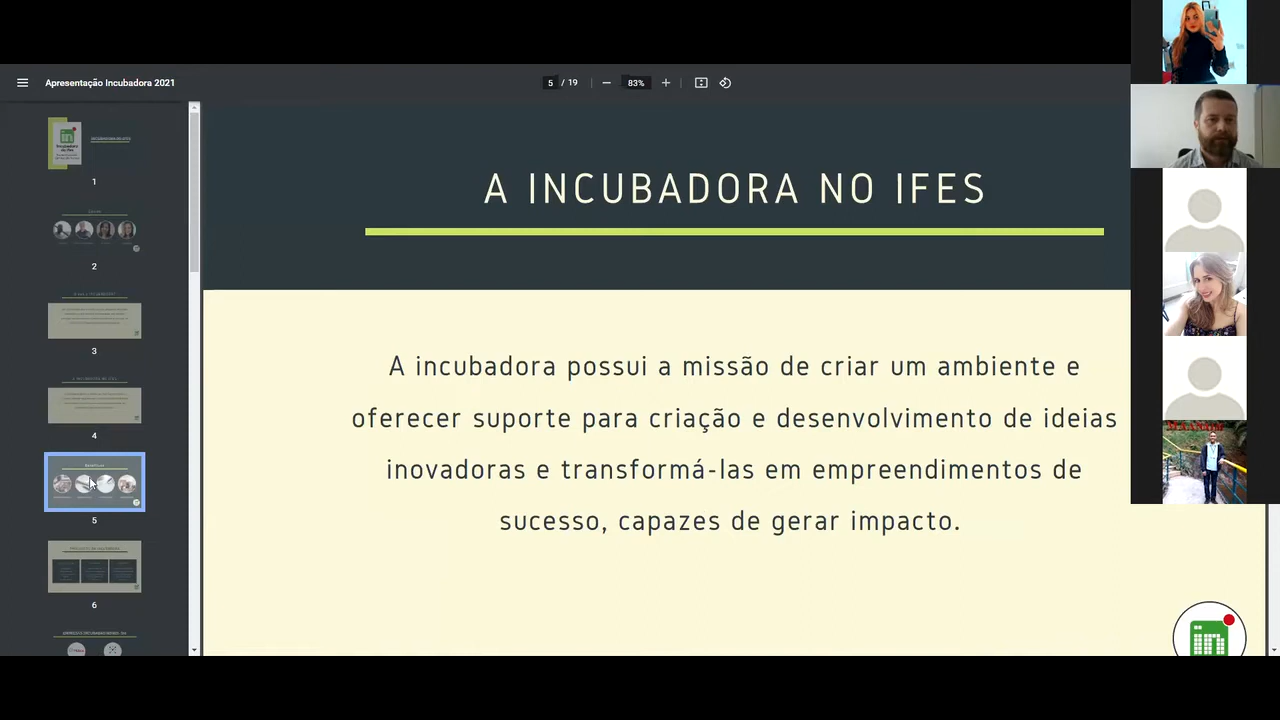 Apresentação Incubadora 2021
5 / 19
83%
1
2
3
4
5
6
A INCUBADORA NO IFES
A incubadora possui a missão de criar um ambiente e
oferecer suporte para criação e desenvolvimento de ideias
inovadoras e transformá-las em empreendimentos de
sucesso, capazes de gerar impacto.
in